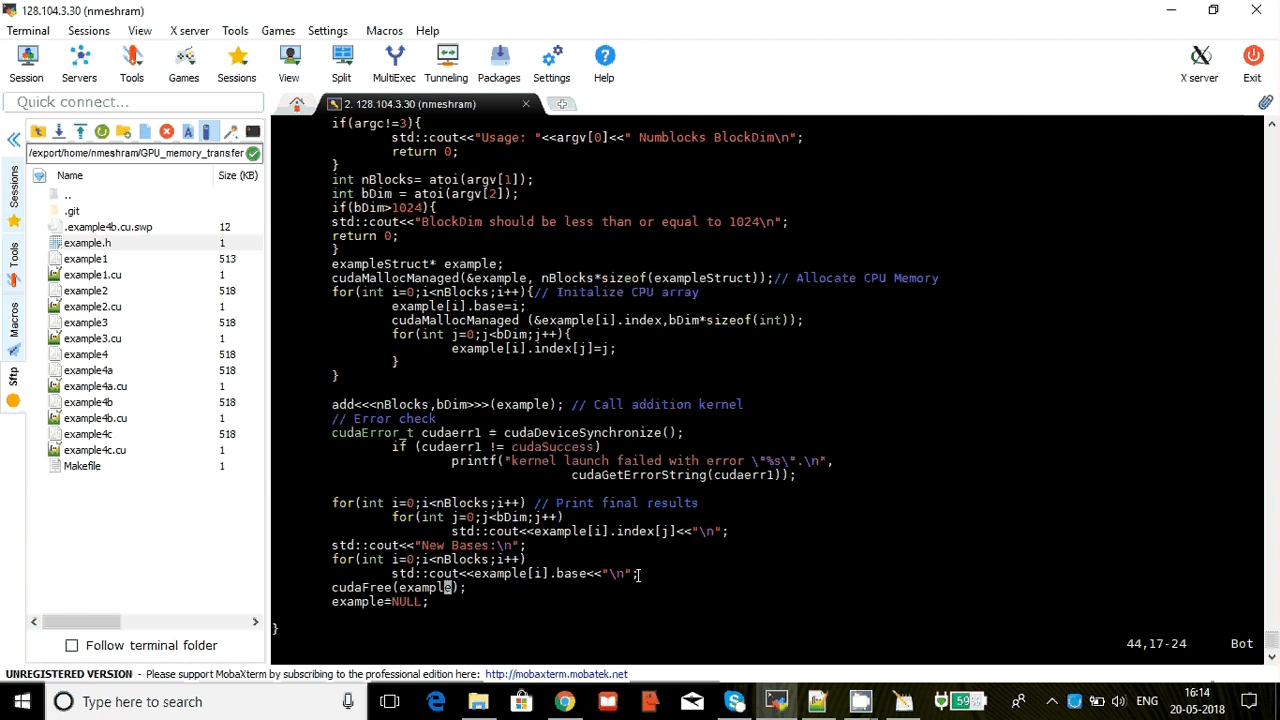 128.104.3.30 (nmeshram)
Terminal Sessions View X server Tools Games Settings Macros Help
Session Servers Tools Games Sessions View Split MultiExec Tunneling Packages Settings Help X server Exit
Quick connect...
2. 128.104.3.30 (nmeshram)
/export/home/nmeshram/GPU_memory_transfer
Name Size (KB)
..
.git
.example4b.cu.swp 12
example.h 1
example1 513
example1.cu 1
example2 518
example2.cu 1
example3 518
example3.cu 1
example4 518
example4a 518
example4a.cu 1
example4b 518
example4b.cu 1
example4c 518
example4c.cu 1
Makefile 1
Sessions
Tools
Macros
Sftp
Follow terminal folder
if(argc!=3){
std::cout<<"Usage: "<<argv[0]<<" Numblocks BlockDim\n";
return 0;
}
int nBlocks= atoi(argv[1]);
int bDim = atoi(argv[2]);
if(bDim>1024){
std::cout<<"BlockDim should be less than or equal to 1024\n";
return 0;
}
exampleStruct* example;
cudaMallocManaged(&example, nBlocks*sizeof(exampleStruct));// Allocate CPU Memory
for(int i=0;i<nBlocks;i++){// Initalize CPU array
example[i].base=i;
cudaMallocManaged (&example[i].index,bDim*sizeof(int));
for(int j=0;j<bDim;j++){
example[i].index[j]=j;
}
}
add<<<nBlocks,bDim>>>(example); // Call addition kernel
// Error check
cudaError_t cudaerr1 = cudaDeviceSynchronize();
if (cudaerr1 != cudaSuccess)
printf("kernel launch failed with error \"%s\".\n",
cudaGetErrorString(cudaerr1));
for(int i=0;i<nBlocks;i++) // Print final results
for(int j=0;j<bDim;j++)
std::cout<<example[i].index[j]<<"\n";
std::cout<<"New Bases:\n";
for(int i=0;i<nBlocks;i++)
std::cout<<example[i].base<<"\n";
cudaFree(example);
example=NULL;
}
44,17-24 Bot
UNREGISTERED VERSION - Please support MobaXterm by subscribing to the professional edition here: http://mobaxterm.mobatek.net
Type here to search
59%
ENG
16:14
20-05-2018